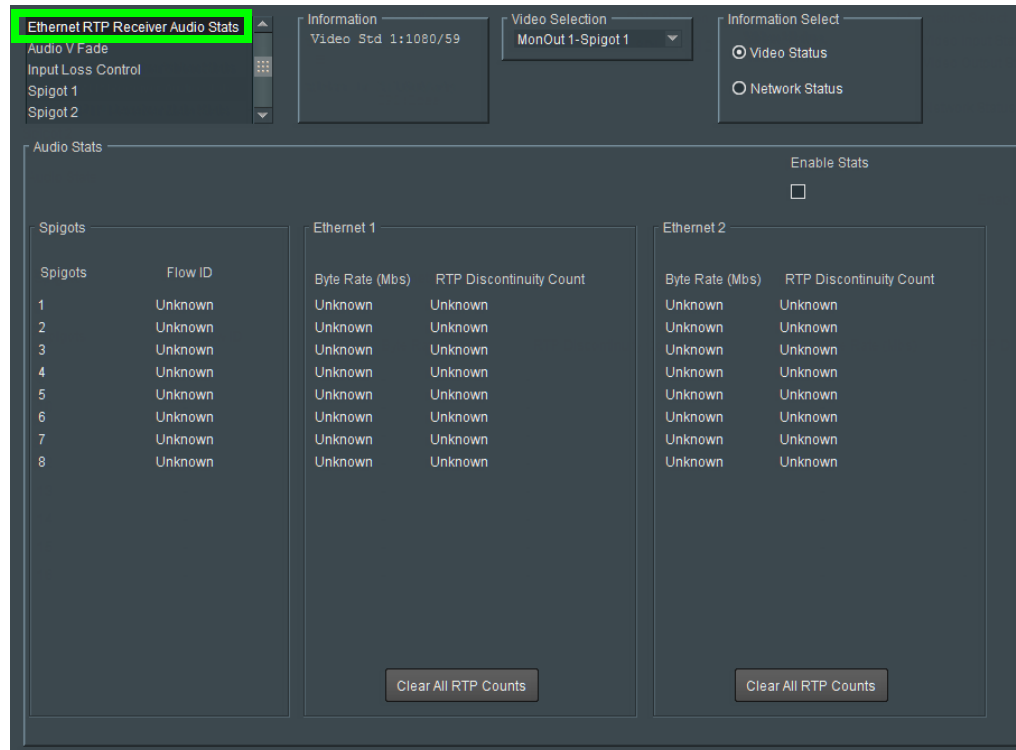 Ethernet RTP Receiver Audio Stats
Audio V Fade
Input Loss Control
Spigot 1
Spigot 2
Information
Video Std 1:1080/59
Video Selection
MonOut 1-Spigot 1
Information Select
Video Status
Network Status
Audio Stats
Enable Stats
Spigots
Spigots Flow ID
1 Unknown
2 Unknown
3 Unknown
4 Unknown
5 Unknown
6 Unknown
7 Unknown
8 Unknown
Ethernet 1
Byte Rate (Mbs) RTP Discontinuity Count
Unknown Unknown
Unknown Unknown
Unknown Unknown
Unknown Unknown
Unknown Unknown
Unknown Unknown
Unknown Unknown
Unknown Unknown
Clear All RTP Counts
Ethernet 2
Byte Rate (Mbs) RTP Discontinuity Count
Unknown Unknown
Unknown Unknown
Unknown Unknown
Unknown Unknown
Unknown Unknown
Unknown Unknown
Unknown Unknown
Unknown Unknown
Clear All RTP Counts